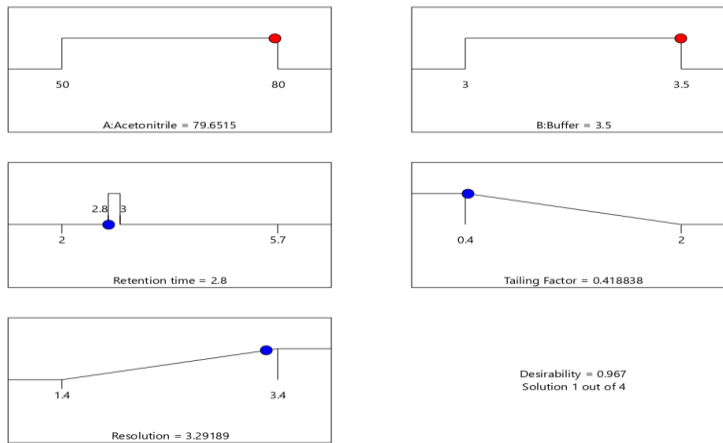 50 80
A:Acetonitrile = 79.6515
3 3.5
B:Buffer = 3.5
2.8 3
2 5.7
Retention time = 2.8
0.4 2
Tailing Factor = 0.418838
1.4 3.4
Resolution = 3.29189
Desirability = 0.967
Solution 1 out of 4